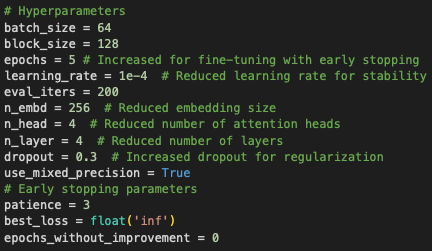 # Hyperparameters
batch_size = 64
block_size = 128
epochs = 5 # Increased for fine-tuning with early stopping
learning_rate = 1e-4  # Reduced learning rate for stability
eval_iters = 200
n_embd = 256  # Reduced embedding size
n_head = 4  # Reduced number of attention heads
n_layer = 4  # Reduced number of layers
dropout = 0.3  # Increased dropout for regularization
use_mixed_precision = True
# Early stopping parameters
patience = 3
best_loss = float('inf')
epochs_without_improvement = 0